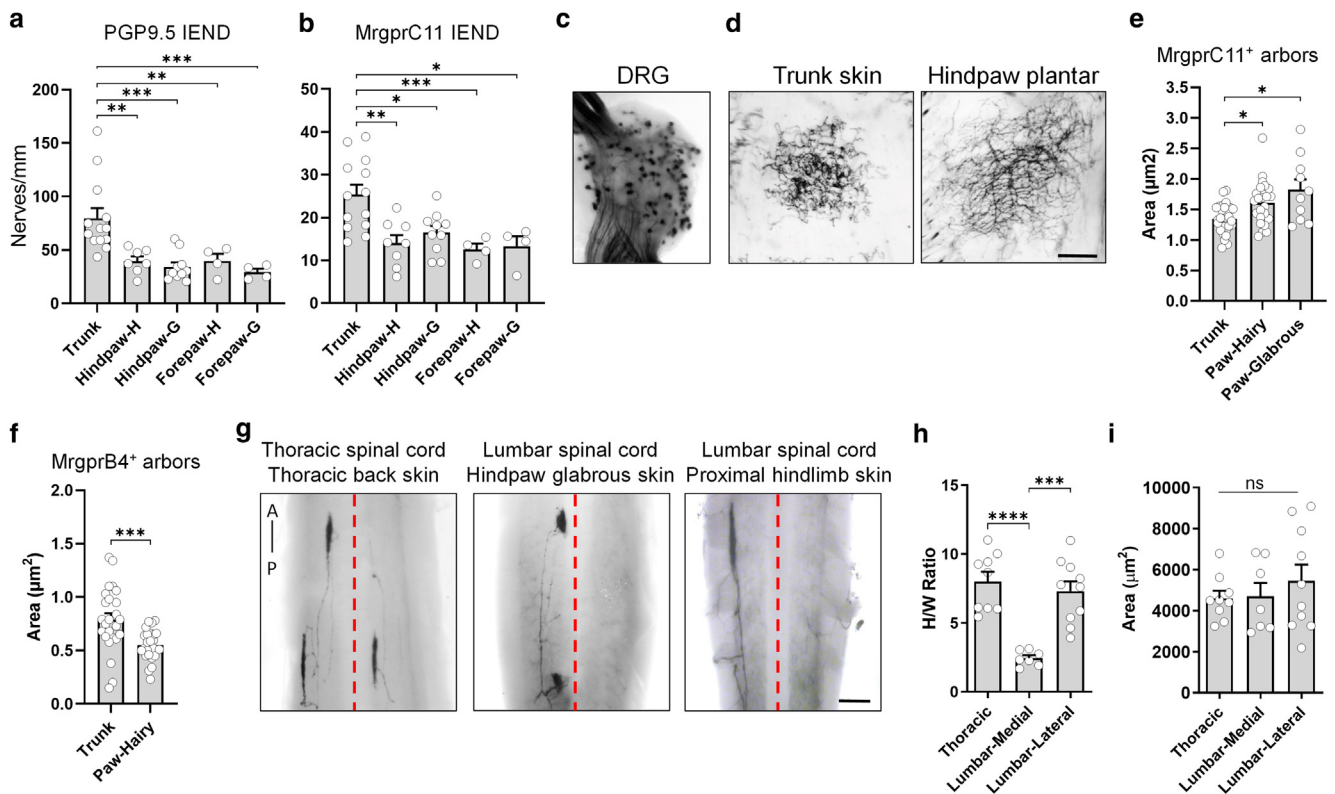 a
PGP9.5 IEND
***
**
***
**
Nerves/mm
200
150
100
50
0
Trunk
Hindpaw-H
Hindpaw-G
Forepaw-H
Forepaw-G
b
MrgprC11 IEND
*
***
*
**
50
40
30
20
10
0
Trunk
Hindpaw-H
Hindpaw-G
Forepaw-H
Forepaw-G
c
DRG
d
Trunk skin
Hindpaw plantar
e
MrgprC11+ arbors
*
*
Area (µm2)
3.5
3.0
2.5
2.0
1.5
1.0
0.5
0.0
Trunk
Paw-Hairy
Paw-Glabrous
f
MrgprB4+ arbors
***
Area (µm²)
2.0
1.5
1.0
0.5
0.0
Trunk
Paw-Hairy
g
Thoracic spinal cord
Thoracic back skin
A
P
Lumbar spinal cord
Hindpaw glabrous skin
Lumbar spinal cord
Proximal hindlimb skin
h
***
****
H/W Ratio
15
10
5
0
Thoracic
Lumbar-Medial
Lumbar-Lateral
i
ns
Area (µm²)
10000
8000
6000
4000
2000
0
Thoracic
Lumbar-Medial
Lumbar-Lateral